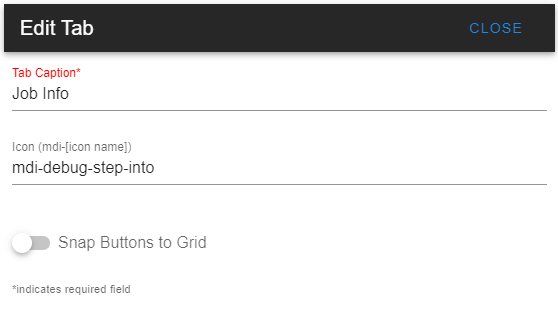 Edit Tab
CLOSE
Tab Caption*
Job Info
Icon (mdi-[icon name])
mdi-debug-step-into
Snap Buttons to Grid
*indicates required field